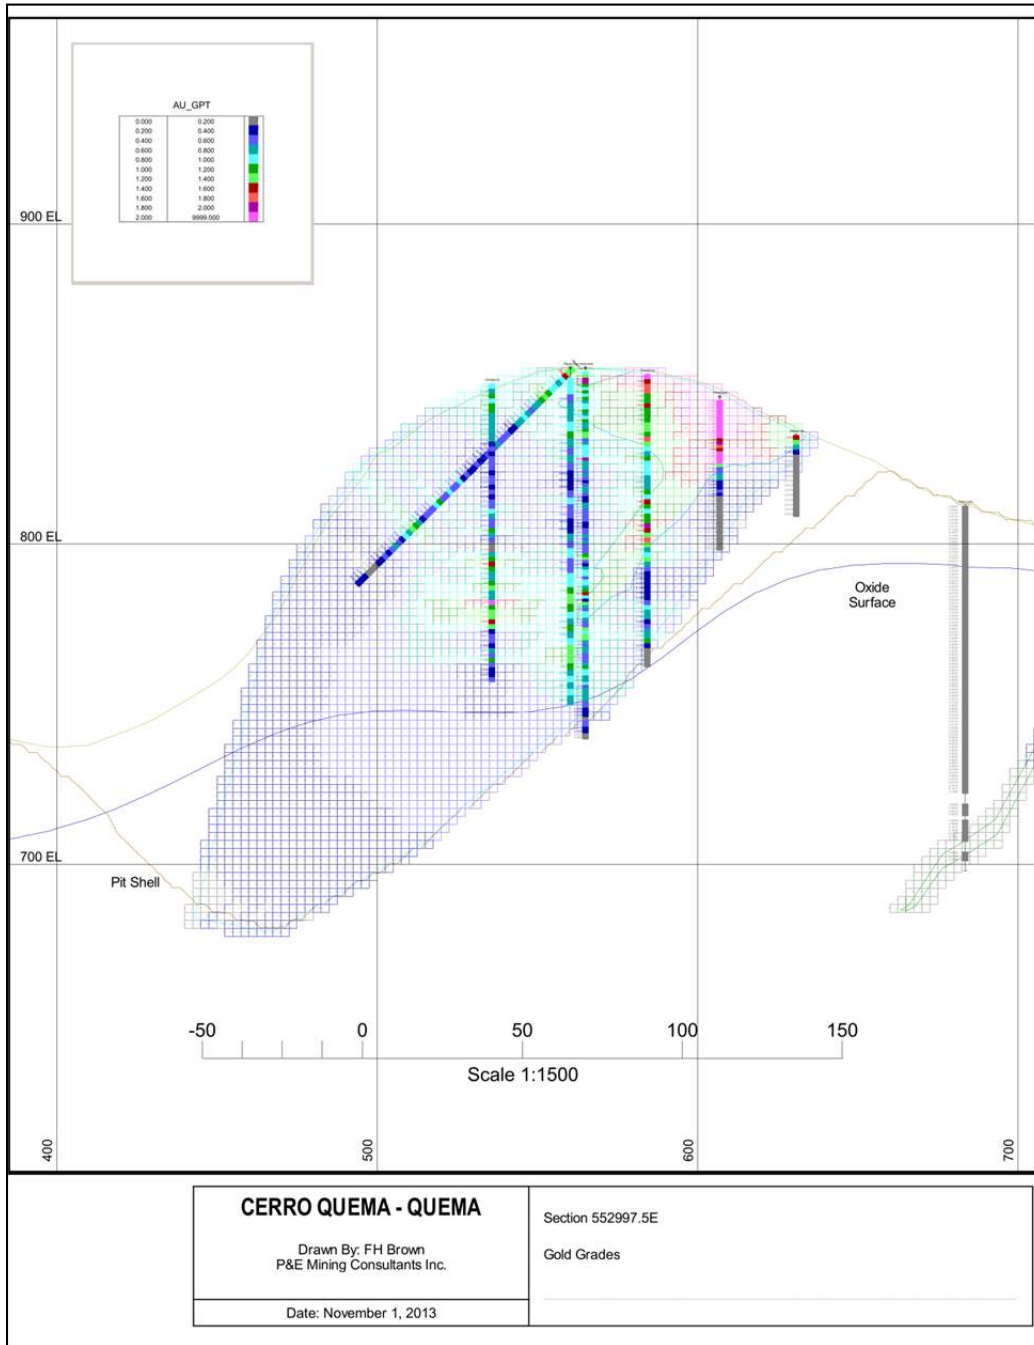 AU_GPT
0.000 0.200
0.200 0.400
0.400 0.600
0.600 0.800
0.800 1.000
1.000 1.200
1.200 1.400
1.400 1.600
1.600 1.800
1.800 2.000
2.000 9999.000
900 EL
800 EL
Oxide
Surface
700 EL
Pit Shell
-50 0 50 100 150
Scale 1:1500
400 500 600 700
CERRO QUEMA - QUEMA
Drawn By: FH Brown
P&E Mining Consultants Inc.
Date: November 1, 2013
Section 552997.5E
Gold Grades